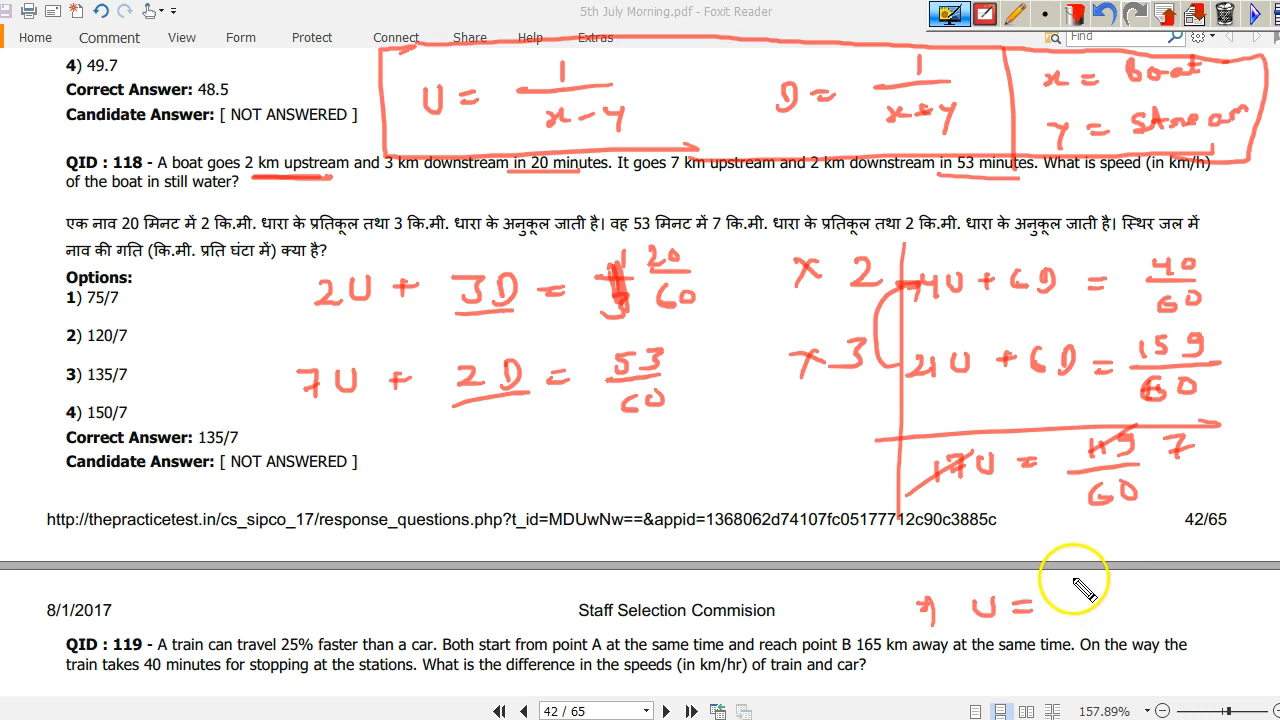 5th July Morning.pdf - Foxit Reader
Home Comment View Form Protect Connect Share Help Extras Find
4) 49.7
Correct Answer: 48.5
Candidate Answer: [ NOT ANSWERED ]
U = 1/(x - y) D = 1/(x + y) x = Boat
y = Stream
QID : 118 - A boat goes 2 km upstream and 3 km downstream in 20 minutes. It goes 7 km upstream and 2 km downstream in 53 minutes. What is speed (in km/h)
of the boat in still water?
एक नाव 20 मिनट में 2 कि.मी. धारा के प्रतिकूल तथा 3 कि.मी. धारा के अनुकूल जाती है। वह 53 मिनट में 7 कि.मी. धारा के प्रतिकूल तथा 2 कि.मी. धारा के अनुकूल जाती है। स्थिर जल में
नाव की गति (कि.मी. प्रति घंटा में) क्या है?
Options:
1) 75/7
2U + 3D = 20/60 × 2 4U + 6D = 40/60
2) 120/7
3) 135/7
7U + 2D = 53/60 × 3 21U + 6D = 159/60
4) 150/7
Correct Answer: 135/7
Candidate Answer: [ NOT ANSWERED ]
17U = 119/60 7
http://thepracticetest.in/cs_sipco_17/response_questions.php?t_id=MDUwNw==&appid=1368062d74107fc05177712c90c3885c 42/65
8/1/2017 Staff Selection Commision
U =
QID : 119 - A train can travel 25% faster than a car. Both start from point A at the same time and reach point B 165 km away at the same time. On the way the
train takes 40 minutes for stopping at the stations. What is the difference in the speeds (in km/hr) of train and car?
42 / 65 157.89%